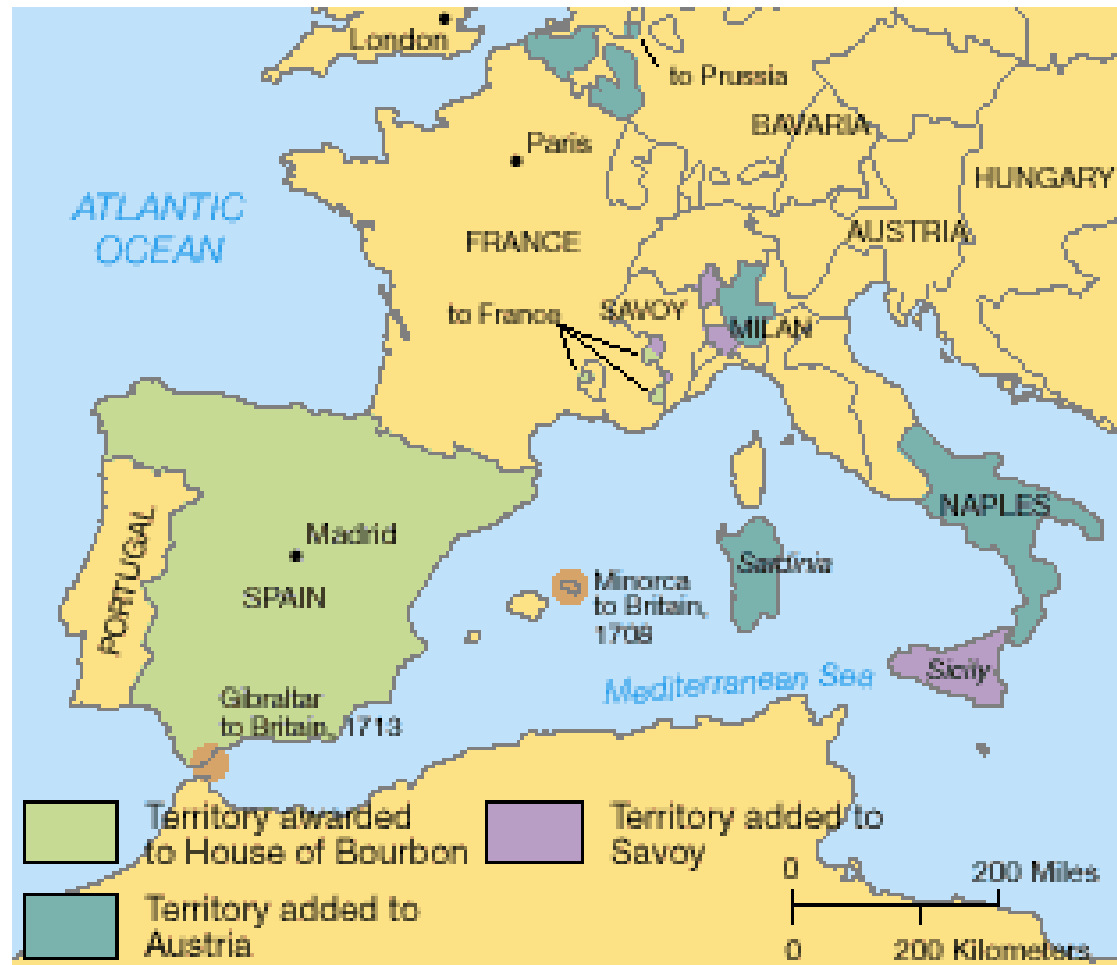 London
to Prussia
BAVARIA
Paris
HUNGARY
ATLANTIC
OCEAN
FRANCE
AUSTRIA
to France
SAVOY
MILAN
NAPLES
Madrid
SPAIN
PORTUGAL
Sardinia
Minorca
to Britain,
1708
Sicily
Mediterranean Sea
Gibraltar
to Britain, 1713
Territory awarded
to House of Bourbon
Territory added to
Savoy
Territory added to
Austria
0 200 Miles
0 200 Kilometers